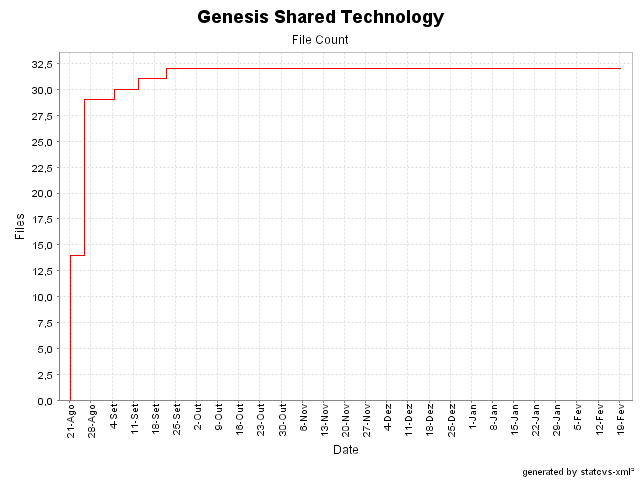 Genesis Shared Technology
File Count
32,5
30,0
27,5
25,0
22,5
20,0
17,5
15,0
12,5
10,0
7,5
5,0
2,5
0,0
Files
21-Ago
28-Ago
4-Set
11-Set
18-Set
25-Set
2-Out
9-Out
16-Out
23-Out
30-Out
6-Nov
13-Nov
20-Nov
27-Nov
4-Dez
11-Dez
18-Dez
25-Dez
1-Jan
8-Jan
15-Jan
22-Jan
29-Jan
5-Fev
12-Fev
19-Fev
Date
generated by statcvs-xml²